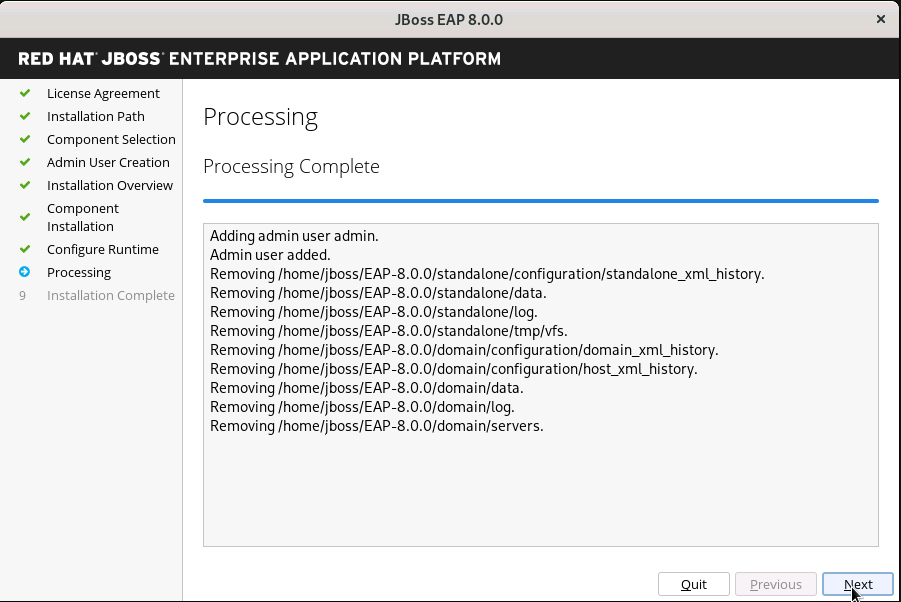 JBoss EAP 8.0.0
RED HAT® JBOSS® ENTERPRISE APPLICATION PLATFORM
License Agreement
Installation Path
Component Selection
Admin User Creation
Installation Overview
Component
Installation
Configure Runtime
Processing
9 Installation Complete
Processing
Processing Complete
Adding admin user admin.
Admin user added.
Removing /home/jboss/EAP-8.0.0/standalone/configuration/standalone_xml_history.
Removing /home/jboss/EAP-8.0.0/standalone/data.
Removing /home/jboss/EAP-8.0.0/standalone/log.
Removing /home/jboss/EAP-8.0.0/standalone/tmp/vfs.
Removing /home/jboss/EAP-8.0.0/domain/configuration/domain_xml_history.
Removing /home/jboss/EAP-8.0.0/domain/configuration/host_xml_history.
Removing /home/jboss/EAP-8.0.0/domain/data.
Removing /home/jboss/EAP-8.0.0/domain/log.
Removing /home/jboss/EAP-8.0.0/domain/servers.
Quit Previous Next